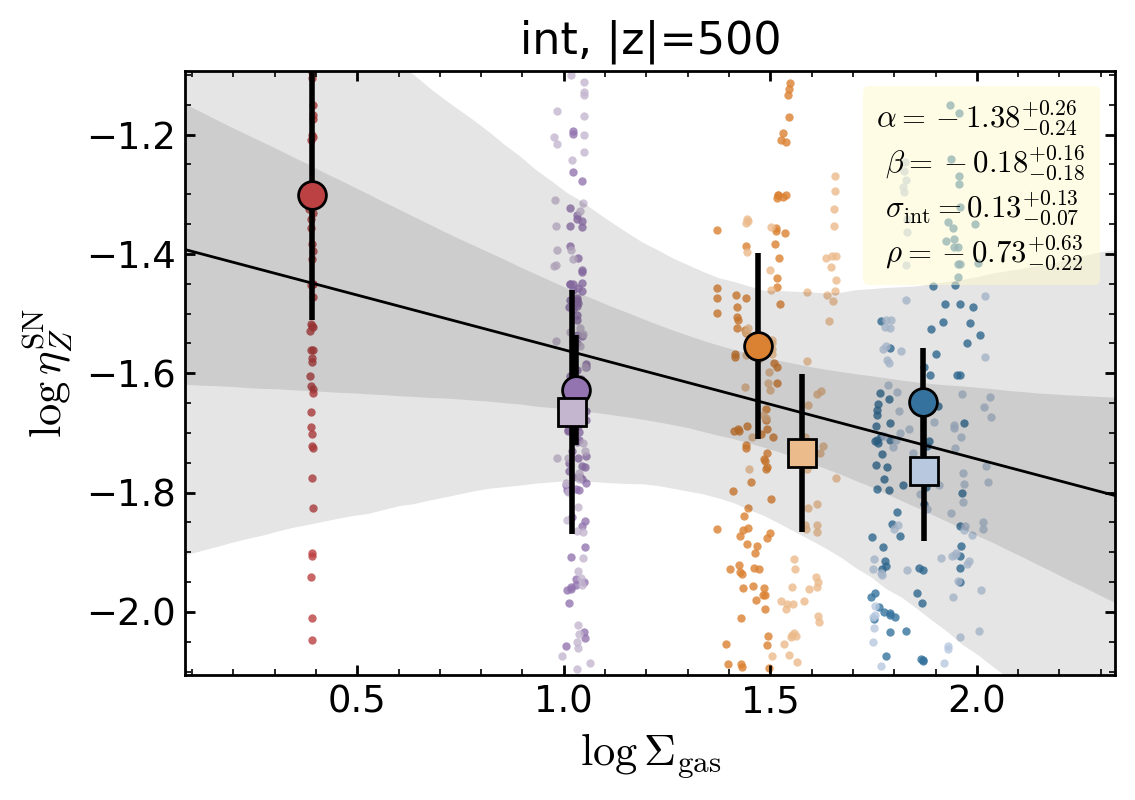 int, |z|=500
α = −1.38 +0.26 −0.24
β = −0.18 +0.16 −0.18
σint = 0.13 +0.13 −0.07
ρ = −0.73 +0.63 −0.22
−1.2
−1.4
−1.6
−1.8
−2.0
log η_Z^SN
0.5 1.0 1.5 2.0
log Σgas